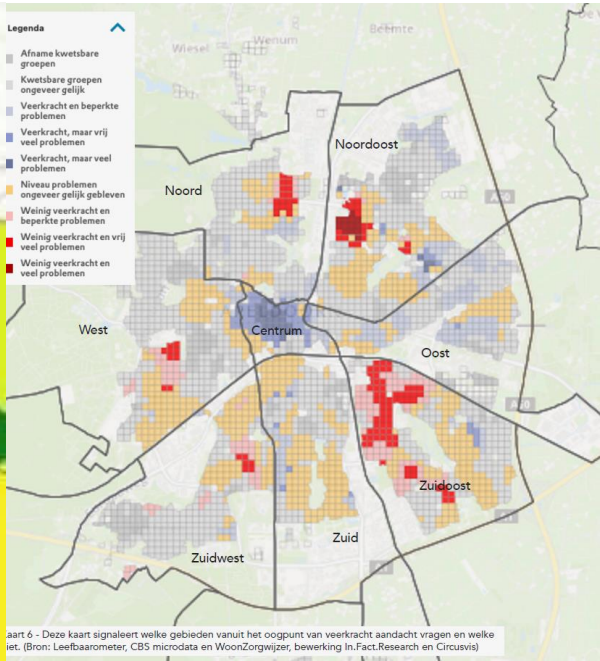 Legenda
Afname kwetsbare
groepen
Kwetsbare groepen
ongeveer gelijk
Veerkracht en beperkte
problemen
Veerkracht, maar vrij
veel problemen
Veerkracht, maar veel
problemen
Niveau problemen
ongeveer gelijk gebleven
Weinig veerkracht en
beperkte problemen
Weinig veerkracht en vrij
veel problemen
Weinig veerkracht en
veel problemen
Wiesel
Wenum
Beemte
Noordoost
Noord
West
Centrum
Oost
Zuidoost
Zuid
Zuidwest
aart 6 - Deze kaart signaleert welke gebieden vanuit het oogpunt van veerkracht aandacht vragen en welke
iet. (Bron: Leefbaarometer, CBS microdata en WoonZorgwijzer, bewerking In.Fact.Research en Circusvis)